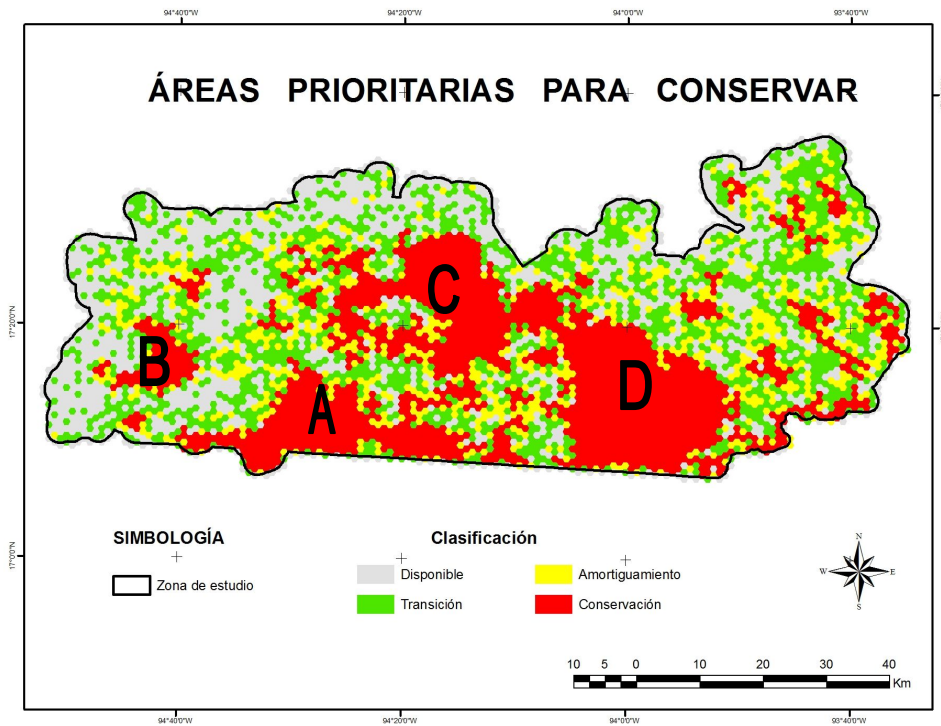 94°40'0"W 94°20'0"W 94°0'0"W 93°40'0"W
ÁREAS PRIORITARIAS PARA CONSERVAR
C
17°20'0"N
B
D
A
SIMBOLOGÍA
Clasificación
17°0'0"N
Zona de estudio
Disponible
Amortiguamiento
Transición
Conservación
N
W E
S
10 5 0 10 20 30 40
Km
94°40'0"W 94°20'0"W 94°0'0"W 93°40'0"W